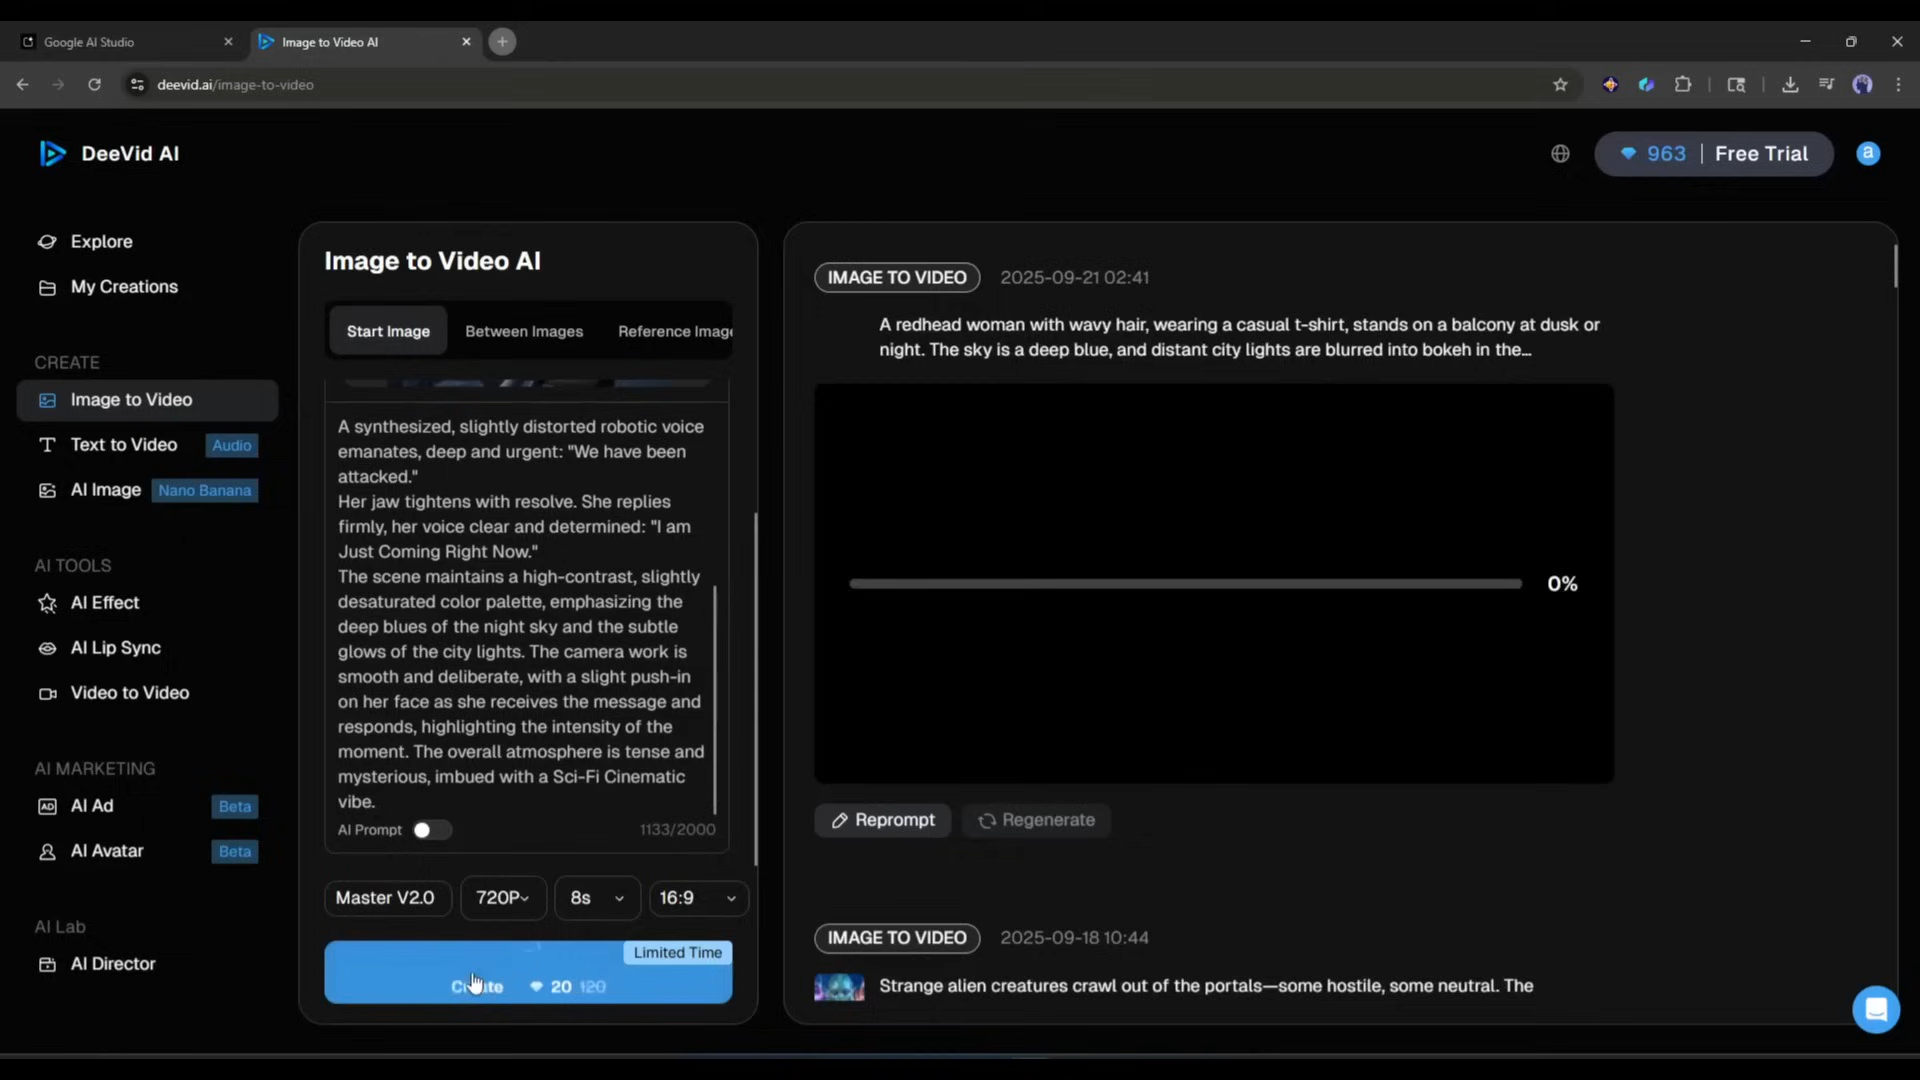 Google AI Studio
Image to Video AI
deevid.ai/image-to-video
DeeVid AI
963 | Free Trial
a
Explore
My Creations
CREATE
Image to Video
Text to Video Audio
AI Image Nano Banana
AI TOOLS
AI Effect
AI Lip Sync
Video to Video
AI MARKETING
AI Ad Beta
AI Avatar Beta
AI Lab
AI Director
Image to Video AI
Start Image Between Images Reference Image
A synthesized, slightly distorted robotic voice
emanates, deep and urgent: "We have been
attacked."
Her jaw tightens with resolve. She replies
firmly, her voice clear and determined: "I am
Just Coming Right Now."
The scene maintains a high-contrast, slightly
desaturated color palette, emphasizing the
deep blues of the night sky and the subtle
glows of the city lights. The camera work is
smooth and deliberate, with a slight push-in
on her face as she receives the message and
responds, highlighting the intensity of the
moment. The overall atmosphere is tense and
mysterious, imbued with a Sci-Fi Cinematic
vibe.
AI Prompt 1133/2000
Master V2.0 720P 8s 16:9
Limited Time
Create 20 120
IMAGE TO VIDEO 2025-09-21 02:41
A redhead woman with wavy hair, wearing a casual t-shirt, stands on a balcony at dusk or
night. The sky is a deep blue, and distant city lights are blurred into bokeh in the...
0%
Reprompt Regenerate
IMAGE TO VIDEO 2025-09-18 10:44
Strange alien creatures crawl out of the portals—some hostile, some neutral. The